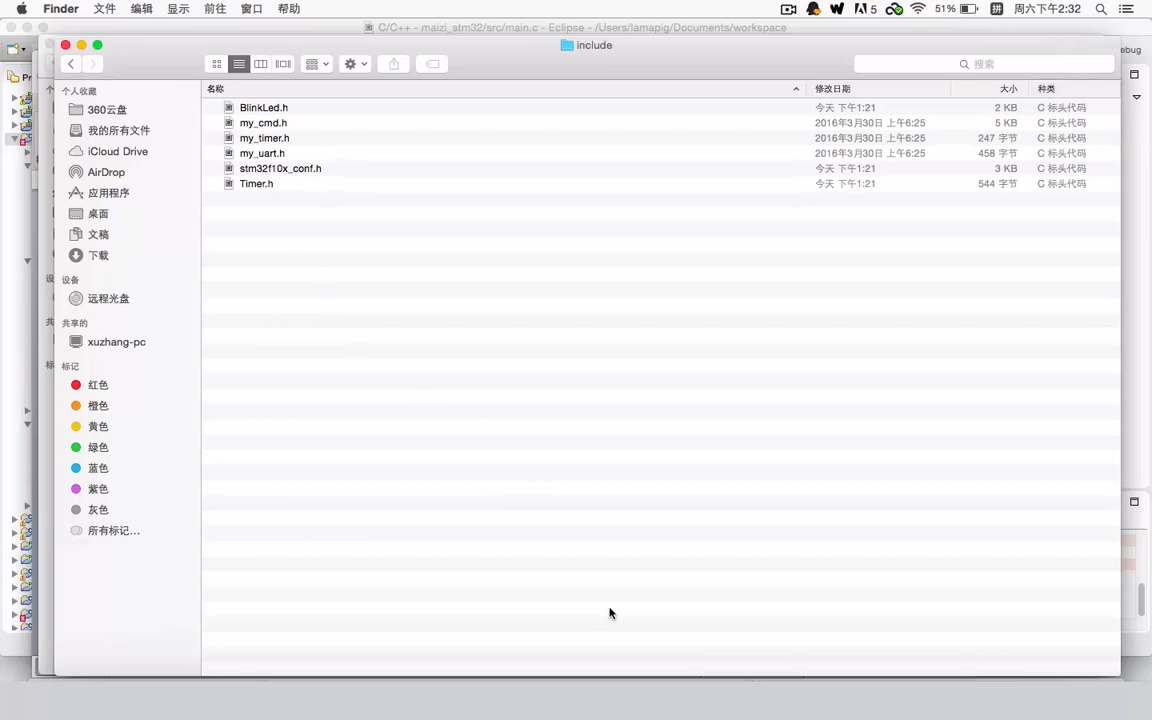 Finder 文件 编辑 显示 前往 窗口 帮助 5 51% 拼 周六下午2:32
C/C++ - maizi_stm32/src/main.c - Eclipse - /Users/lamapig/Documents/workspace
include
搜索
ebug
个人收藏
360云盘
我的所有文件
iCloud Drive
AirDrop
应用程序
桌面
文稿
下载
设备
远程光盘
共享的
xuzhang-pc
标记
红色
橙色
黄色
绿色
蓝色
紫色
灰色
所有标记…
名称 修改日期 大小 种类
BlinkLed.h 今天 下午1:21 2 KB C 标头代码
my_cmd.h 2016年3月30日 上午6:25 5 KB C 标头代码
my_timer.h 2016年3月30日 上午6:25 247 字节 C 标头代码
my_uart.h 2016年3月30日 上午6:25 458 字节 C 标头代码
stm32f10x_conf.h 今天 下午1:21 3 KB C 标头代码
Timer.h 今天 下午1:21 544 字节 C 标头代码